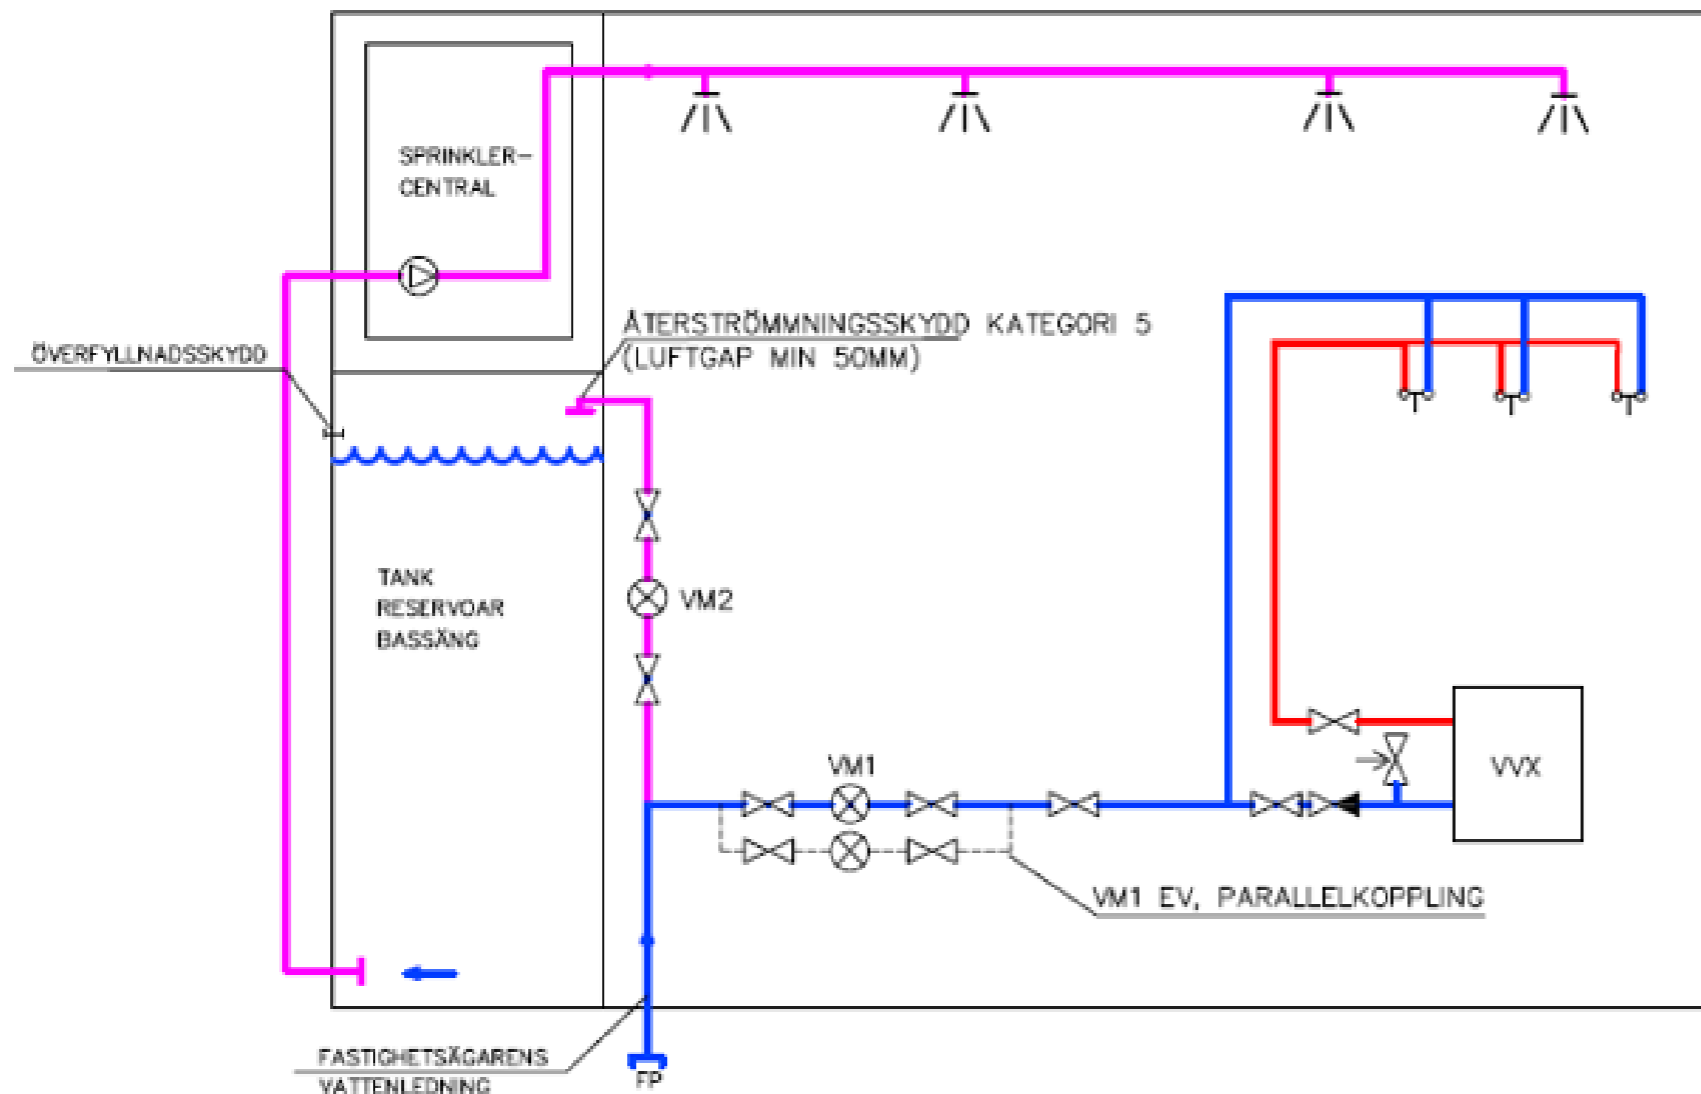 SPRINKLER-
CENTRAL
ÅTERSTRÖMMNINGSSKYDD KATEGORI 5
(LUFTGAP MIN 50MM)
ÖVERFYLLNADSSKYDD
TANK
RESERVOAR
BASSÄNG
VM2
VM1
VVX
VM1 EV, PARALLELKOPPLING
FASTIGHETSÄGARENS
VATTENLEDNING
FP